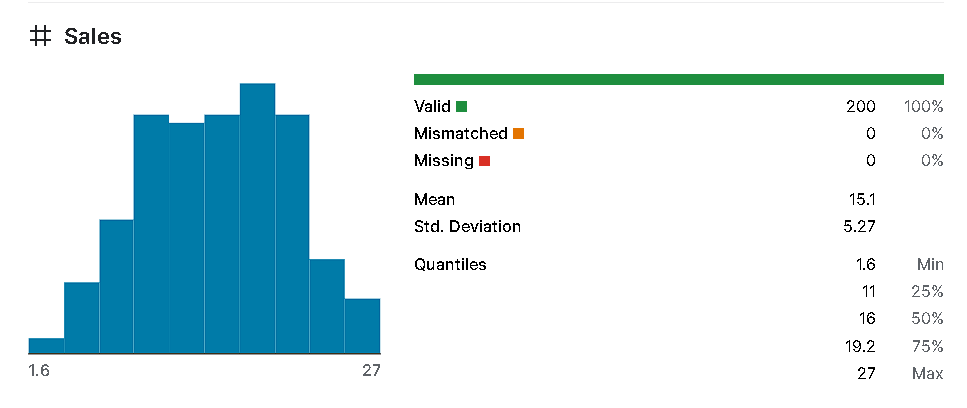 Sales
Valid 200 100%
Mismatched 0 0%
Missing 0 0%
Mean 15.1
Std. Deviation 5.27
Quantiles 1.6 Min
11 25%
16 50%
19.2 75%
27 Max
1.6 27